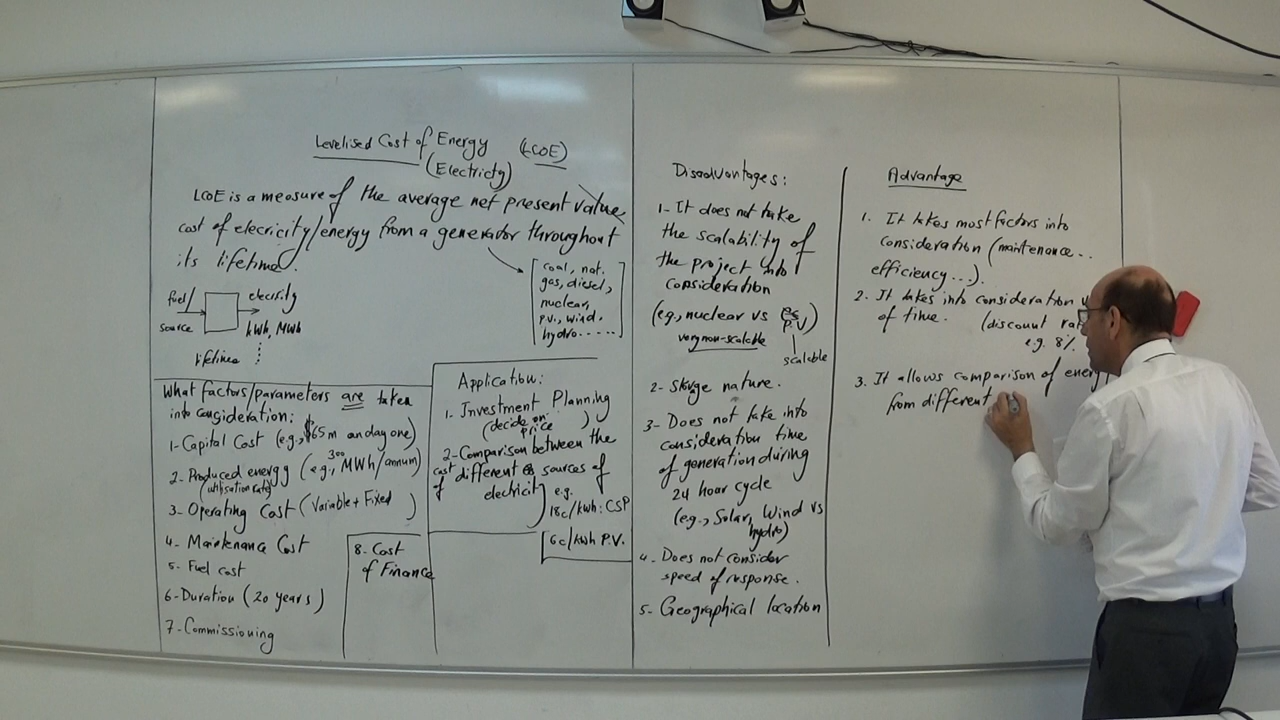 Levelised Cost of Energy (LCOE)
(Electricty)
LCOE is a measure of the average net present value
cost of elecricity/energy from a generator throughout
its lifetime.
coal, nat.
gas, diesel,
nuclear,
p.v., wind.
hydro......
fuel/ elecrsity
source kWh, MWh
lifetime
What factors/parameters are taken
into consideration:
1-Capital Cost (e.g., $65m on day one)
2-Produced energy (e.g., 300 MWh/annum)
(utilisation rate)
3-Operating Cost (Variable + Fixed)
4-Maintenance Cost
5-Fuel cost
6-Duration (20 years)
7-Commissioning
8-Cost
of Finance
Application:
1. Investment Planning
(decide on price)
2-Comparison between the
cost of different sources of
electricity
e.g.
18c/kWh: CSP
6c/kWh P.V.
Disadvantages:
1-It does not take
the scalability of
the project into
consideration
(e.g., nuclear vs P.V)
very non-scalable
scalable
2-Storge nature.
3-Does not take into
consideration time
of generation during
24 hour cycle
(e.g., Solar, Wind vs
hydro)
4. Does not consider
speed of response.
5-Geographical location
Advantage
1. It takes most factors into
consideration (maintenance..
efficiency...).
2. It takes into consideration
of time. (discount rat
e.g. 8%
3. It allows comparison of energ
from different